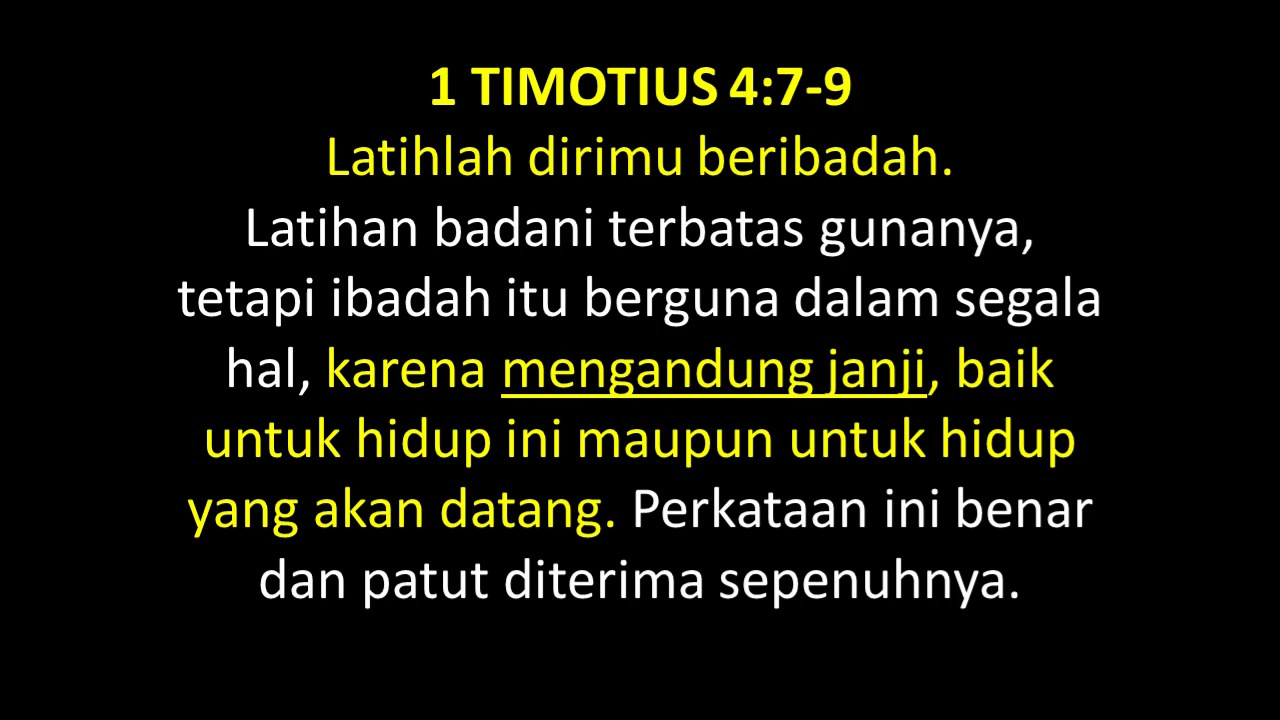 1 TIMOTIUS 4:7-9
Latihlah dirimu beribadah.
Latihan badani terbatas gunanya,
tetapi ibadah itu berguna dalam segala
hal, karena mengandung janji, baik
untuk hidup ini maupun untuk hidup
yang akan datang. Perkataan ini benar
dan patut diterima sepenuhnya.